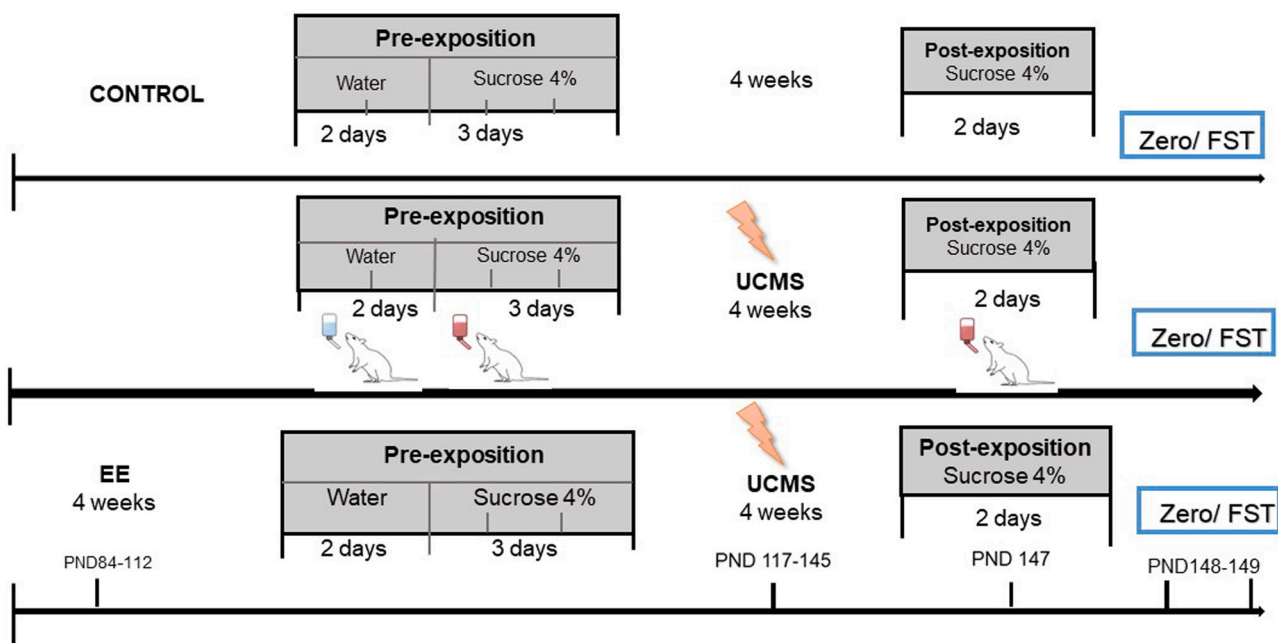 Pre-exposition
Water
Sucrose 4%
2 days
3 days
CONTROL
4 weeks
Post-exposition
Sucrose 4%
2 days
Zero/ FST
Pre-exposition
Water
Sucrose 4%
2 days
3 days
UCMS
4 weeks
Post-exposition
Sucrose 4%
2 days
Zero/ FST
EE
4 weeks
PND84-112
Pre-exposition
Water
Sucrose 4%
2 days
3 days
UCMS
4 weeks
PND 117-145
Post-exposition
Sucrose 4%
2 days
PND 147
Zero/ FST
PND148-149